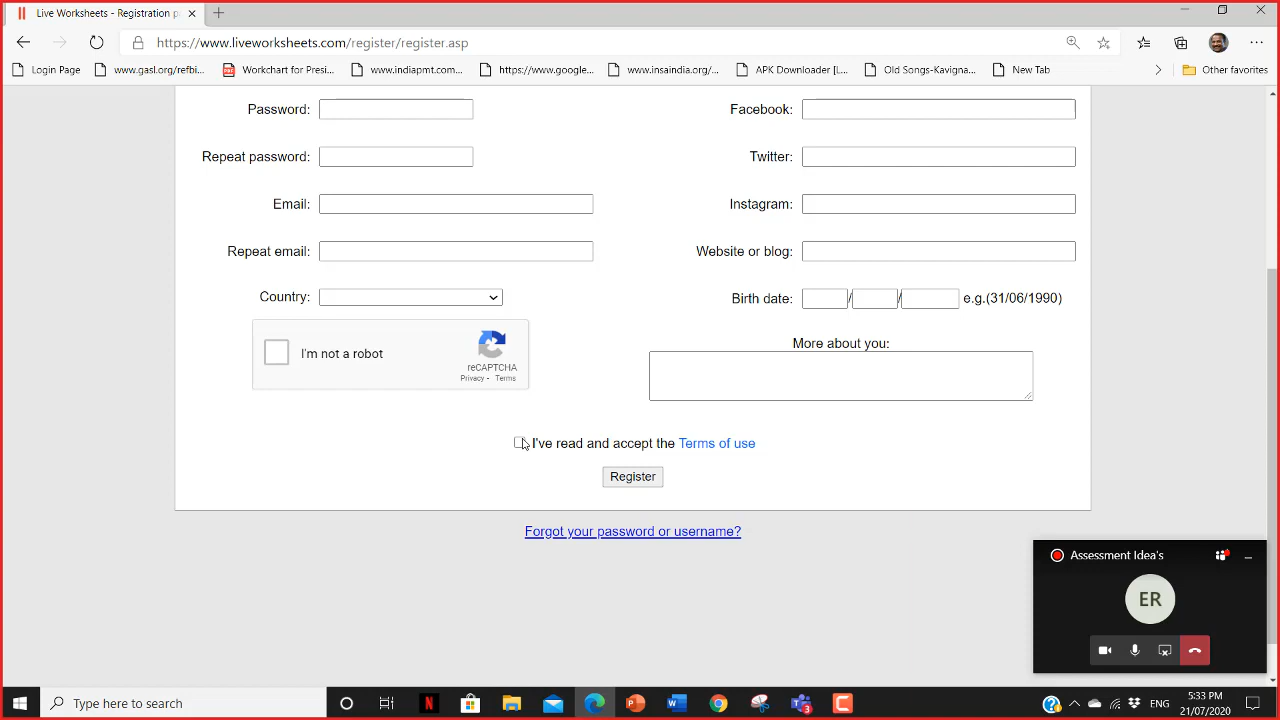 Live Worksheets - Registration p
https://www.liveworksheets.com/register/register.asp
Login Page
www.gasl.org/refbi...
Workchart for Presi...
www.indiapmt.com...
https://www.google...
www.insaindia.org/...
APK Downloader [L...
Old Songs Kavigna...
New Tab
Other favorites
Password:
Facebook:
Repeat password:
Twitter:
Email:
Instagram:
Repeat email:
Website or blog:
Country:
Birth date: / / e.g.(31/06/1990)
I'm not a robot
reCAPTCHA
Privacy - Terms
More about you:
I've read and accept the Terms of use
Register
Forgot your password or username?
Assessment Idea's
ER
Type here to search
ENG
5:33 PM
21/07/2020